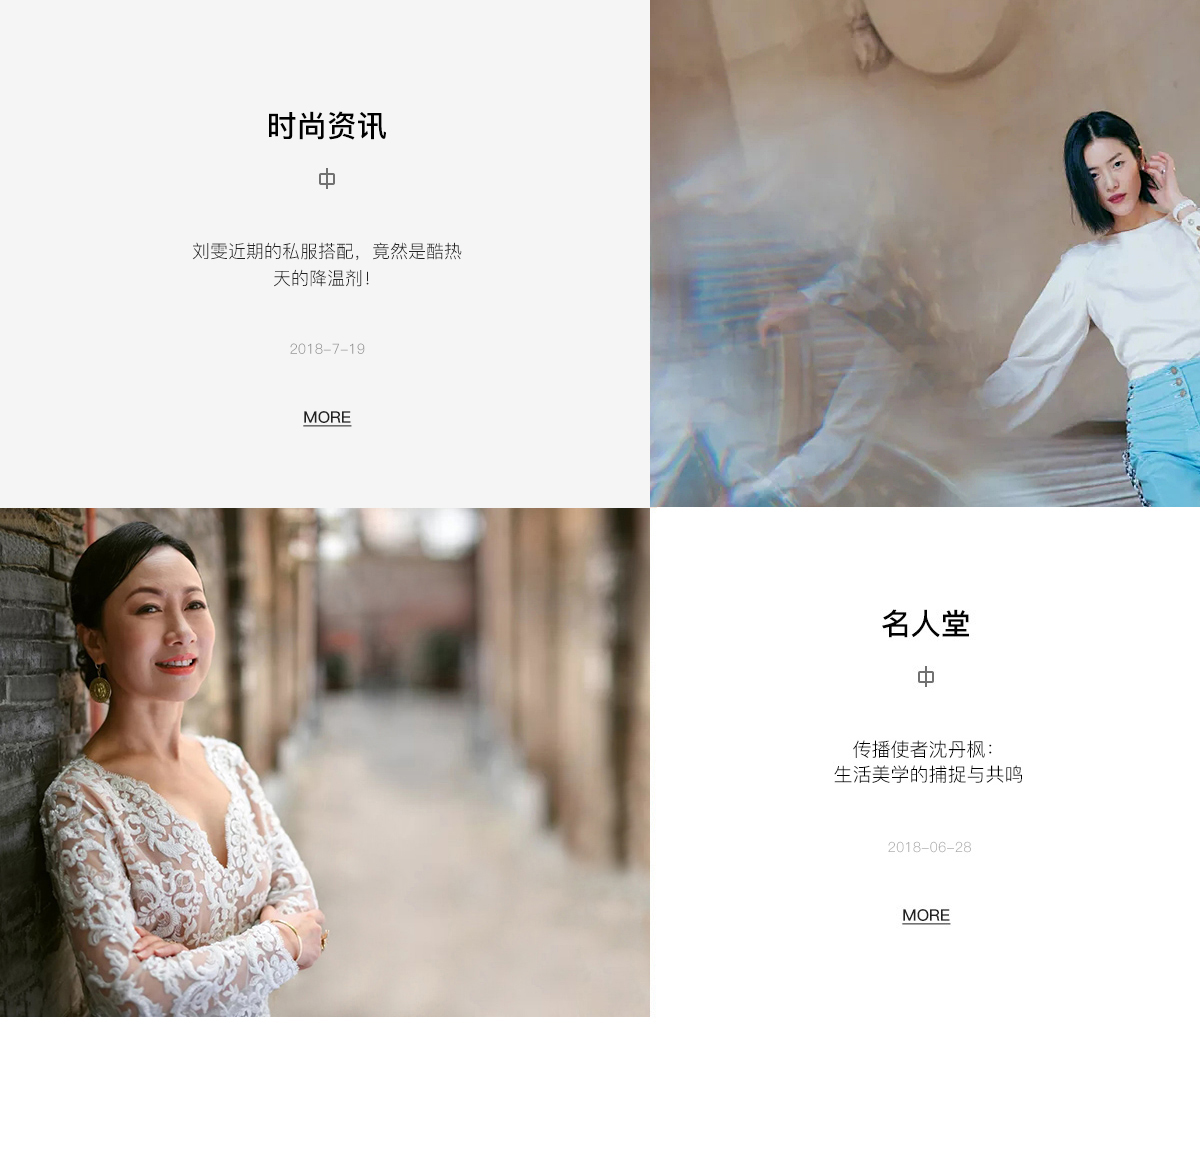 时尚资讯
中
刘雯近期的私服搭配，竟然是酷热
天的降温剂！
2018-7-19
MORE
名人堂
中
传播使者沈丹枫：
生活美学的捕捉与共鸣
2018-06-28
MORE